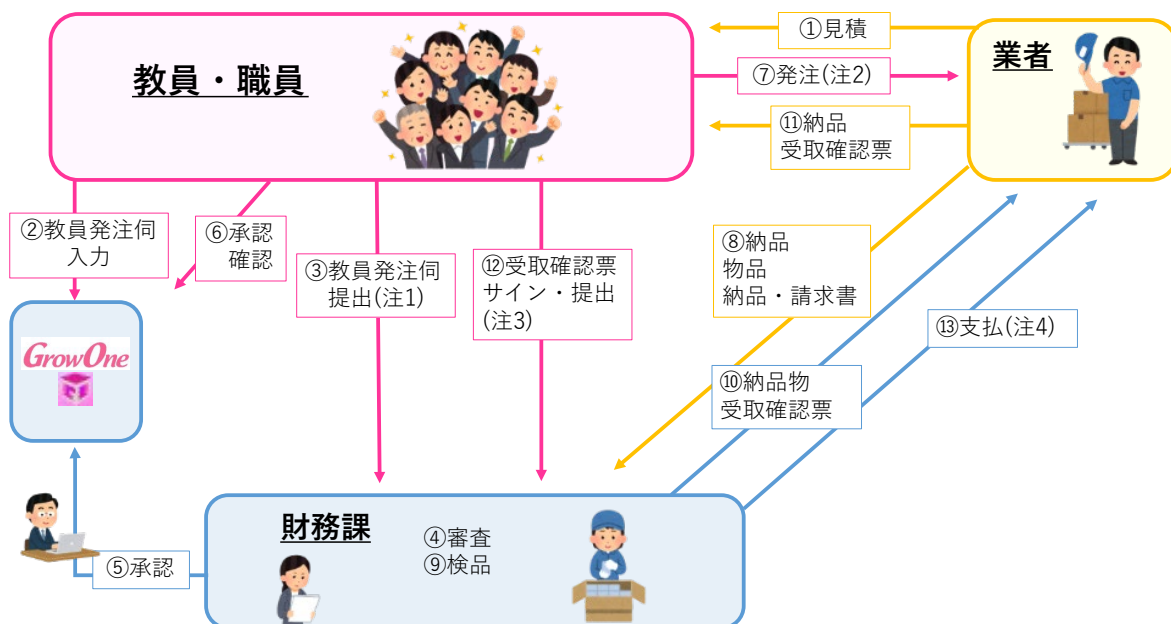 ①見積
業者
教員・職員
⑦発注(注2)
⑪納品
受取確認票
②教員発注伺
入力
⑥承認
確認
③教員発注伺
提出(注1)
⑫受取確認票
サイン・提出
(注3)
⑧納品
物品
納品・請求書
⑬支払(注4)
GrowOne
⑩納品物
受取確認票
財務課
④審査
⑨検品
⑤承認